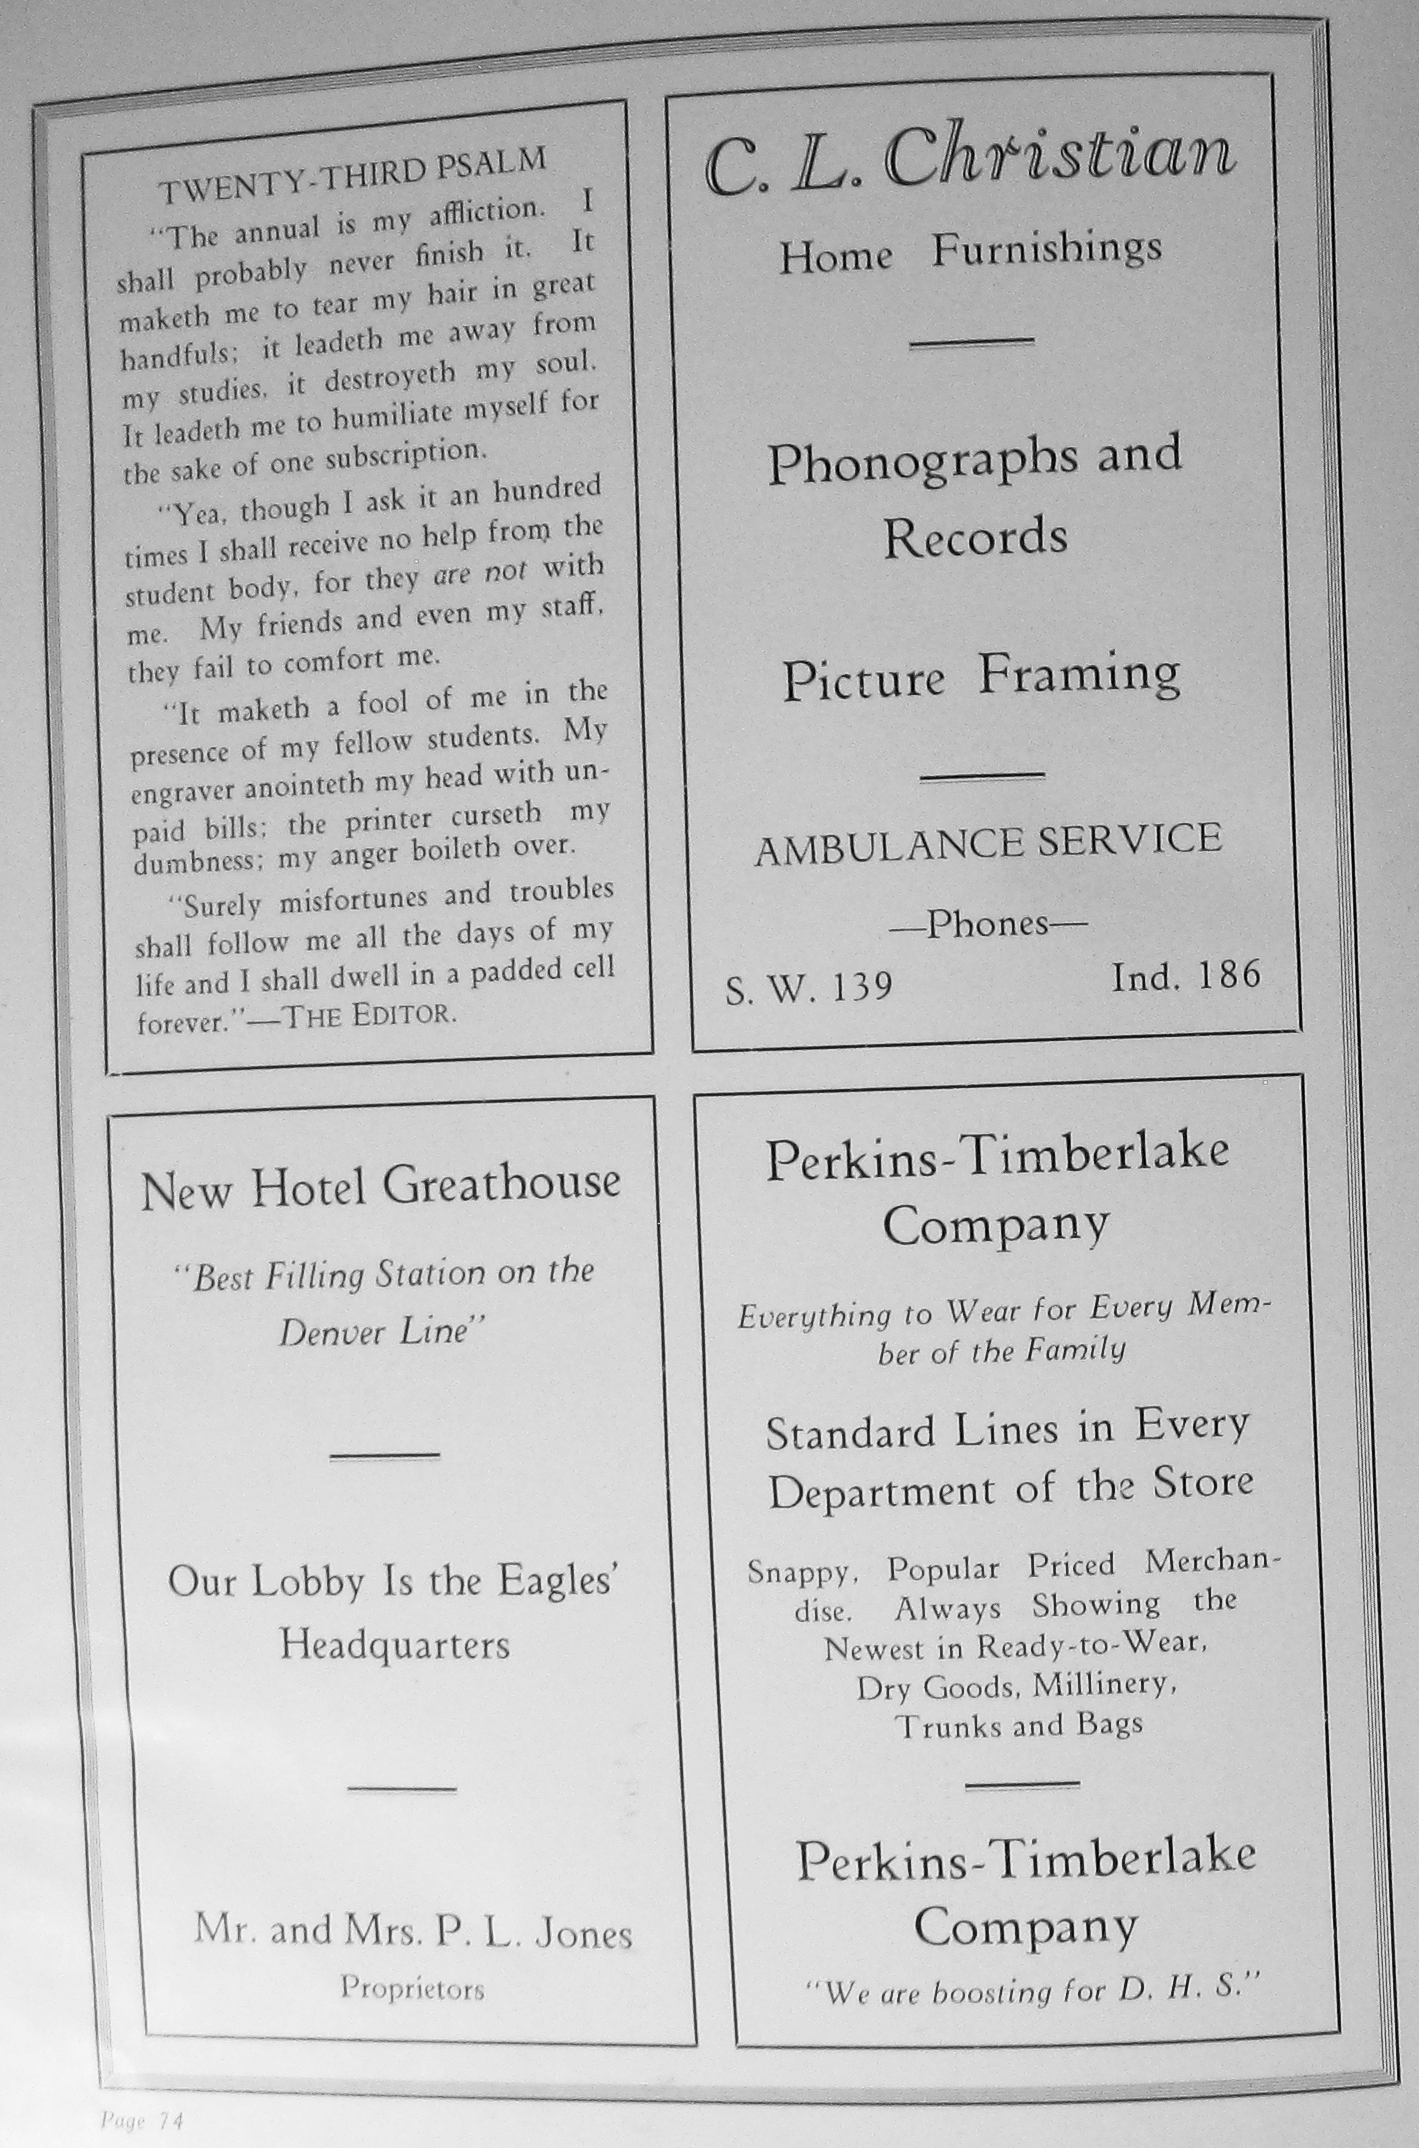 TWENTY-THIRD PSALM
"The annual is my affliction. I
shall probably never finish it. It
maketh me to tear my hair in great
handfuls; it leadeth me away from
my studies, it destroyeth my soul.
It leadeth me to humiliate myself for
the sake of one subscription.
"Yea, though I ask it an hundred
times I shall receive no help from the
student body, for they are not with
me. My friends and even my staff,
they fail to comfort me.
"It maketh a fool of me in the
presence of my fellow students. My
engraver anointeth my head with un-
paid bills; the printer curseth my
dumbness; my anger boileth over.
"Surely misfortunes and troubles
shall follow me all the days of my
life and I shall dwell in a padded cell
forever."—THE EDITOR.
C. L. Christian
Home Furnishings
Phonographs and
Records
Picture Framing
AMBULANCE SERVICE
—Phones—
S. W. 139 Ind. 186
New Hotel Greathouse
"Best Filling Station on the
Denver Line"
Our Lobby Is the Eagles'
Headquarters
Mr. and Mrs. P. L. Jones
Proprietors
Perkins-Timberlake
Company
Everything to Wear for Every Mem-
ber of the Family
Standard Lines in Every
Department of the Store
Snappy, Popular Priced Merchan-
dise. Always Showing the
Newest in Ready-to-Wear,
Dry Goods, Millinery,
Trunks and Bags
Perkins-Timberlake
Company
"We are boosting for D. H. S."
Page 74